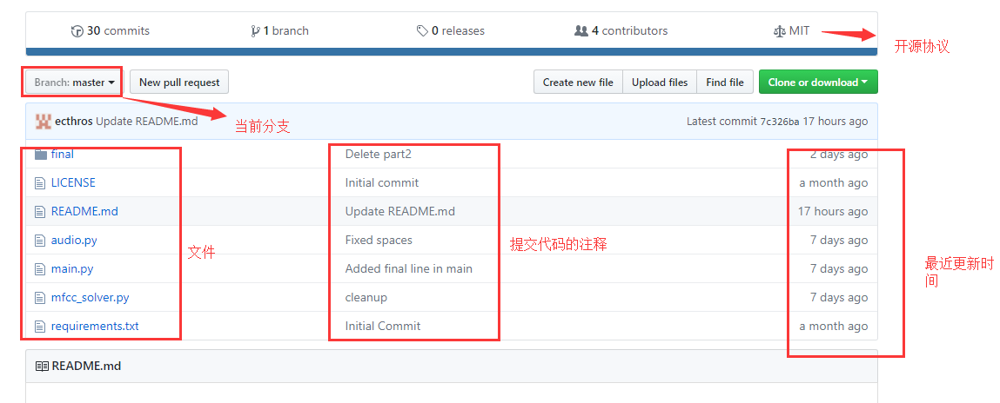 30 commits 1 branch 0 releases 4 contributors MIT 开源协议
Branch: master New pull request Create new file Upload files Find file Clone or download
ecthros Update README.md Latest commit 7c326ba 17 hours ago
当前分支
final Delete part2 2 days ago
LICENSE Initial commit a month ago
README.md Update README.md 17 hours ago
audio.py Fixed spaces 7 days ago
文件 提交代码的注释
main.py Added final line in main 7 days ago
最近更新时
间
mfcc_solver.py cleanup 7 days ago
requirements.txt Initial Commit a month ago
README.md